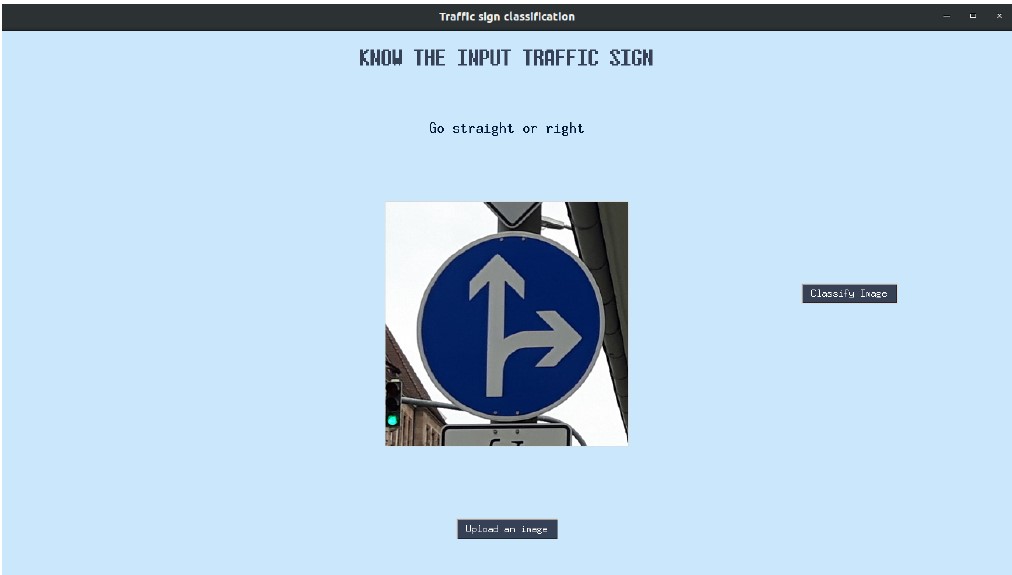 Traffic sign classification
KNOW THE INPUT TRAFFIC SIGN
Go straight or right
Classify Image
Upload an image